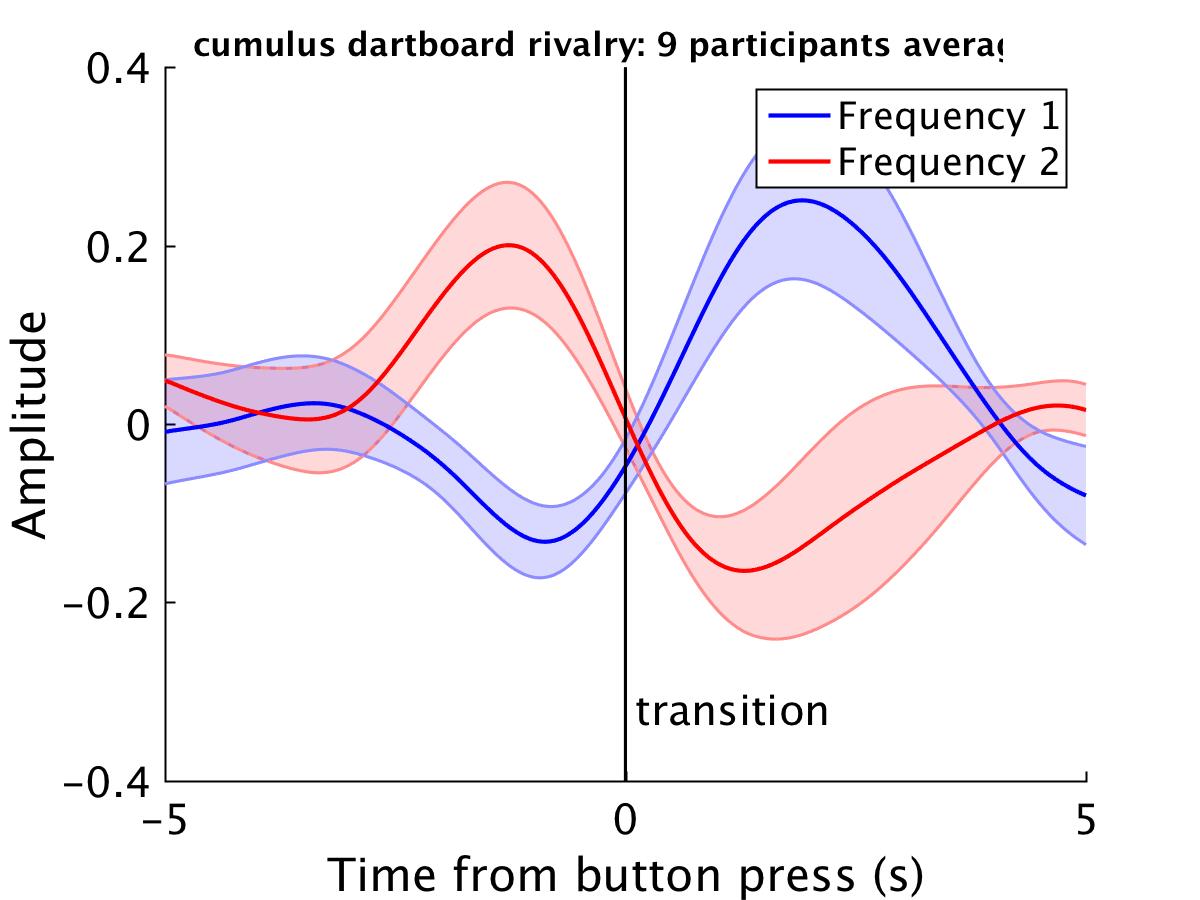 cumulus dartboard rivalry: 9 participants
0.4
0.2
0
−0.2
−0.4
Frequency 1
Frequency 2
transition
−5
0
5
Time from button press (s)
Amplitude